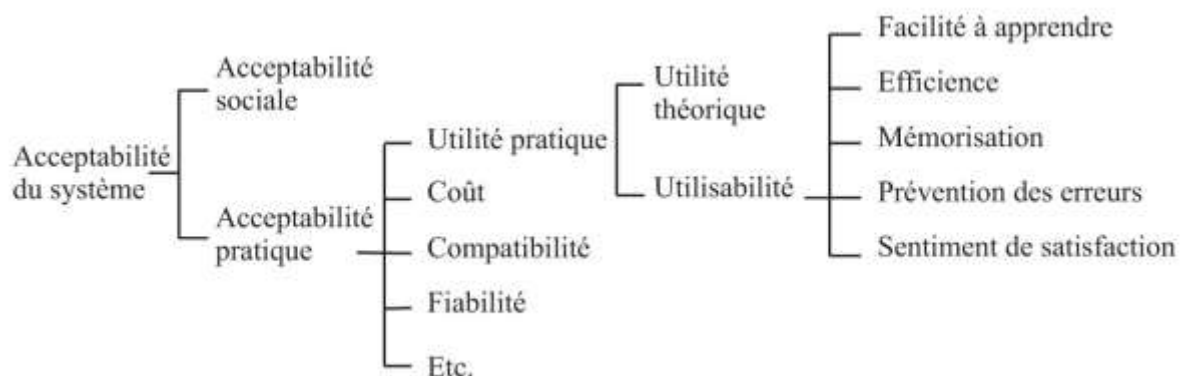 Acceptabilité
du système
Acceptabilité
sociale
Acceptabilité
pratique
Utilité pratique
Coût
Compatibilité
Fiabilité
Etc.
Utilité
théorique
Utilisabilité
Facilité à apprendre
Efficience
Mémorisation
Prévention des erreurs
Sentiment de satisfaction